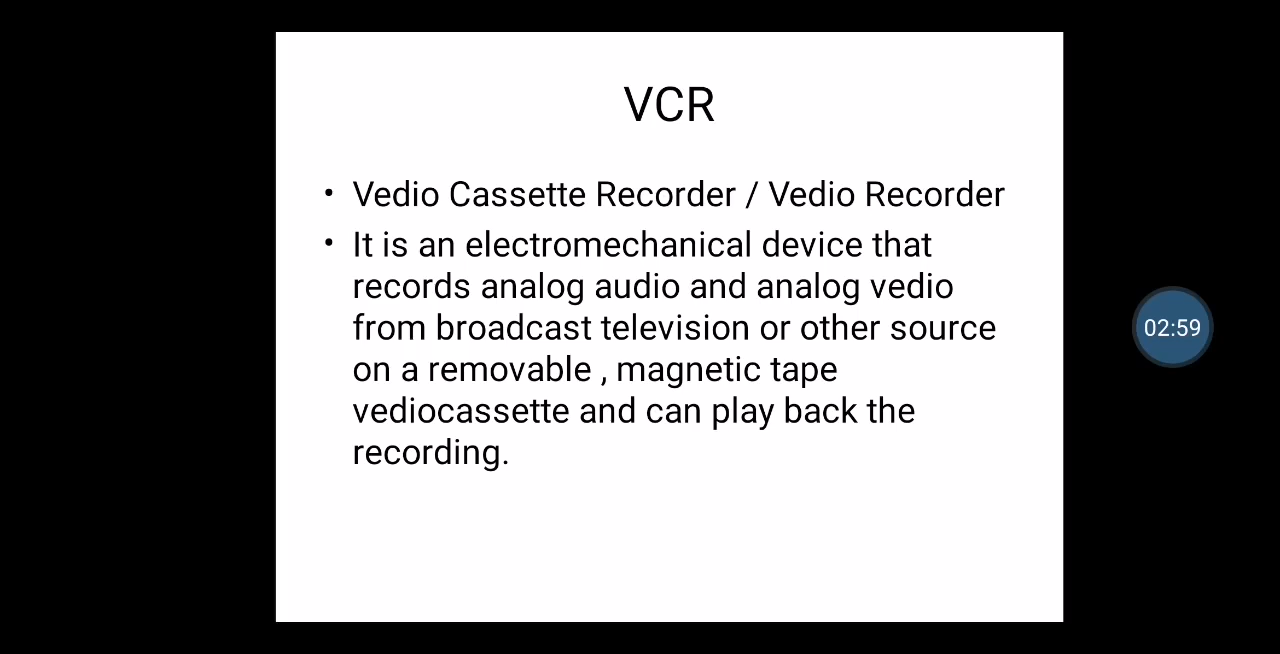 VCR
• Vedio Cassette Recorder / Vedio Recorder
• It is an electromechanical device that
records analog audio and analog vedio
from broadcast television or other source
on a removable , magnetic tape
vediocassette and can play back the
recording.
02:59